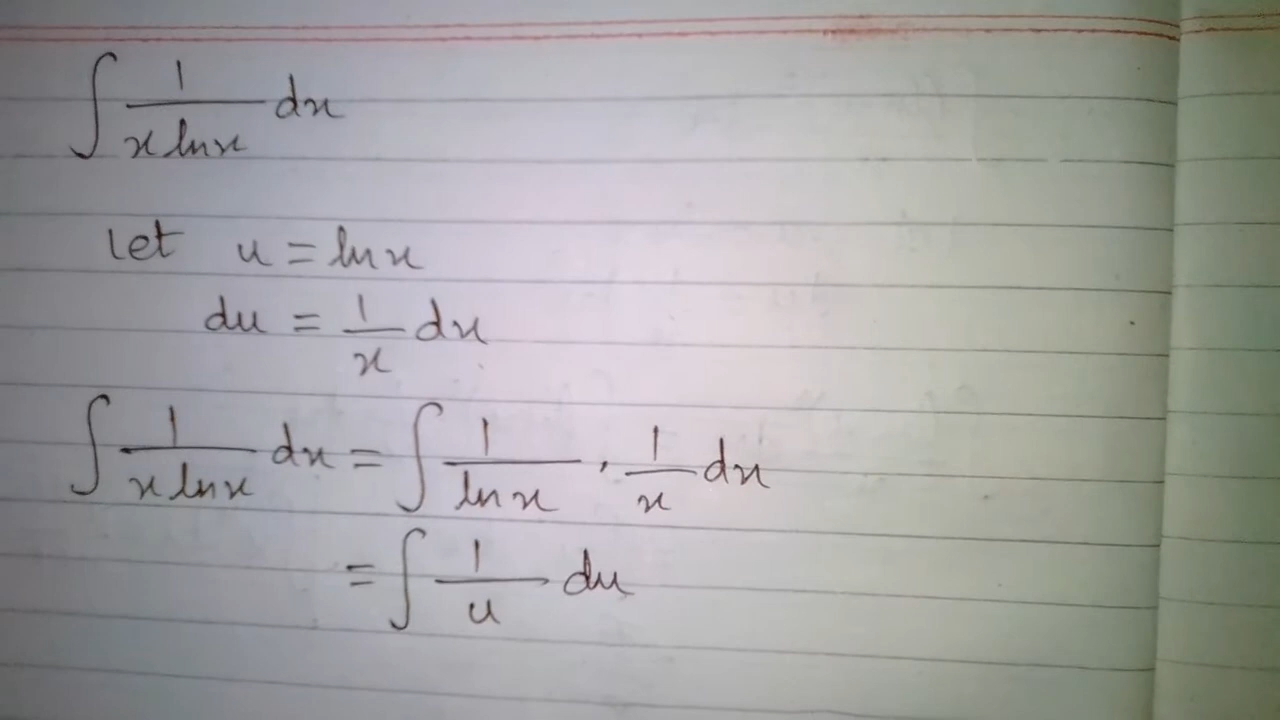 ∫ 1/(x ln x) dx
Let u = ln x
du = 1/x dx
∫ 1/(x ln x) dx = ∫ 1/(ln x) · 1/x dx
= ∫ 1/u du